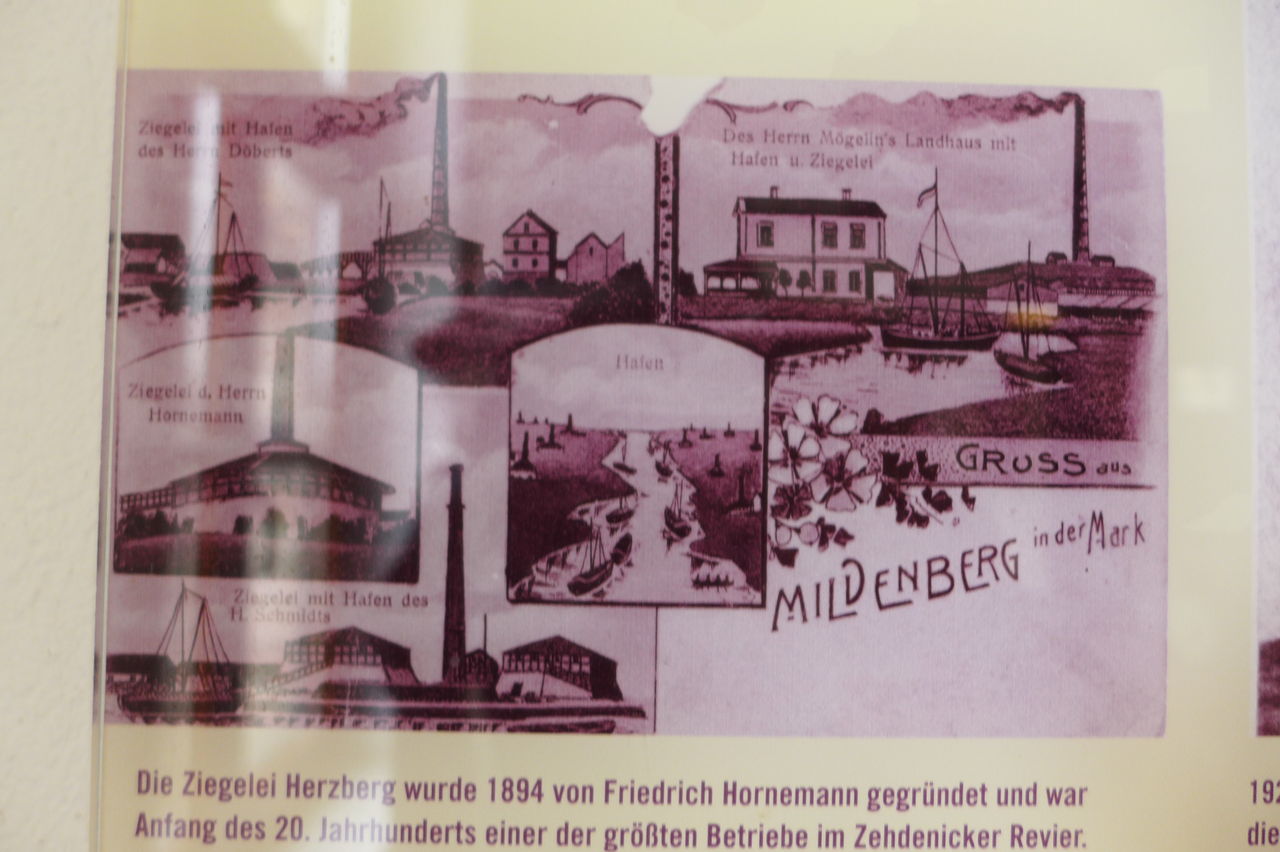 Ziegelei mit Hafen
des Herrn Döberts
Des Herrn Mögelin's Landhaus mit
Hafen u. Ziegelei
Ziegelei d. Herrn
Hornemann
Hafen
Ziegelei mit Hafen des
H. Schmidts
GRUSS aus
MILDENBERG in der Mark
Die Ziegelei Herzberg wurde 1894 von Friedrich Hornemann gegründet und war
Anfang des 20. Jahrhunderts einer der größten Betriebe im Zehdenicker Revier.
192
die